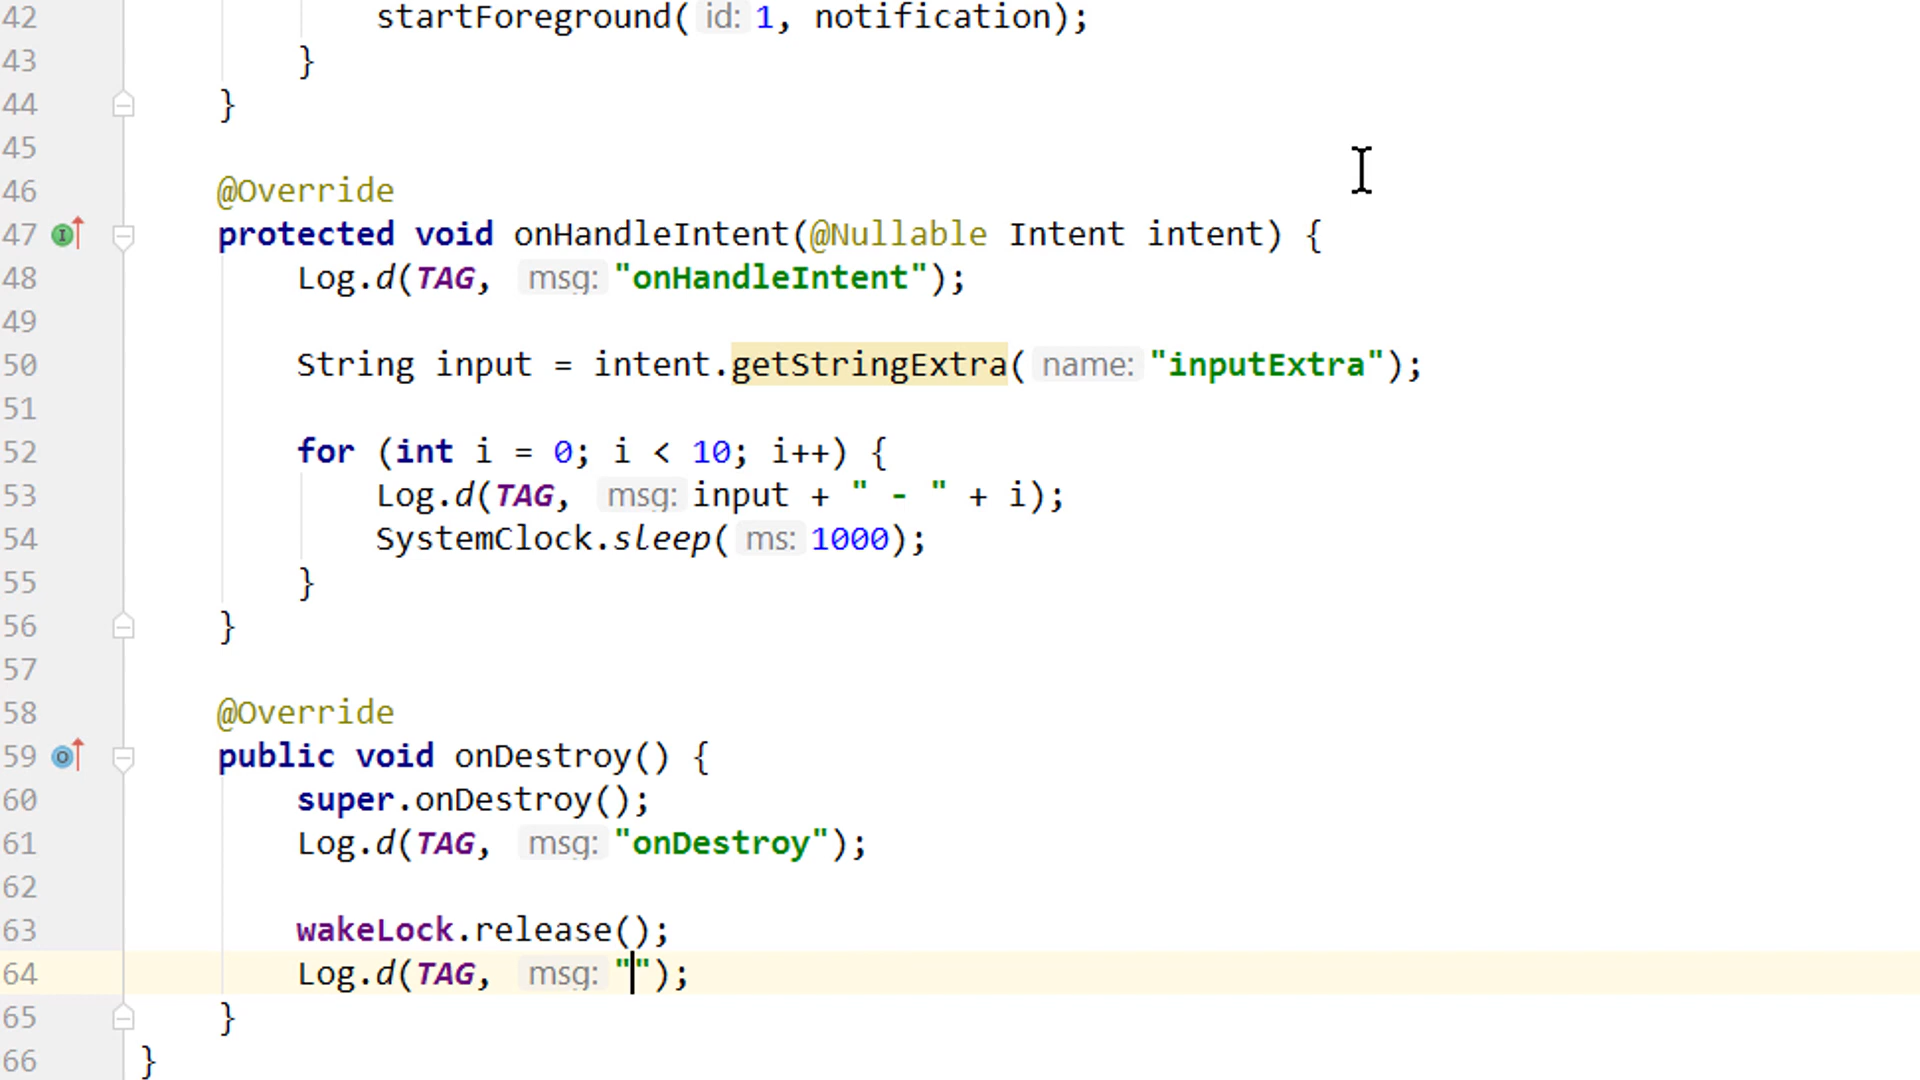 42 startForeground( id: 1, notification);
43 }
44 }
45
46 @Override
47 protected void onHandleIntent(@Nullable Intent intent) {
48 Log.d(TAG, msg: "onHandleIntent");
49
50 String input = intent.getStringExtra( name: "inputExtra");
51
52 for (int i = 0; i < 10; i++) {
53 Log.d(TAG, msg: input + " - " + i);
54 SystemClock.sleep( ms: 1000);
55 }
56 }
57
58 @Override
59 public void onDestroy() {
60 super.onDestroy();
61 Log.d(TAG, msg: "onDestroy");
62
63 wakeLock.release();
64 Log.d(TAG, msg: "");
65 }
66 }